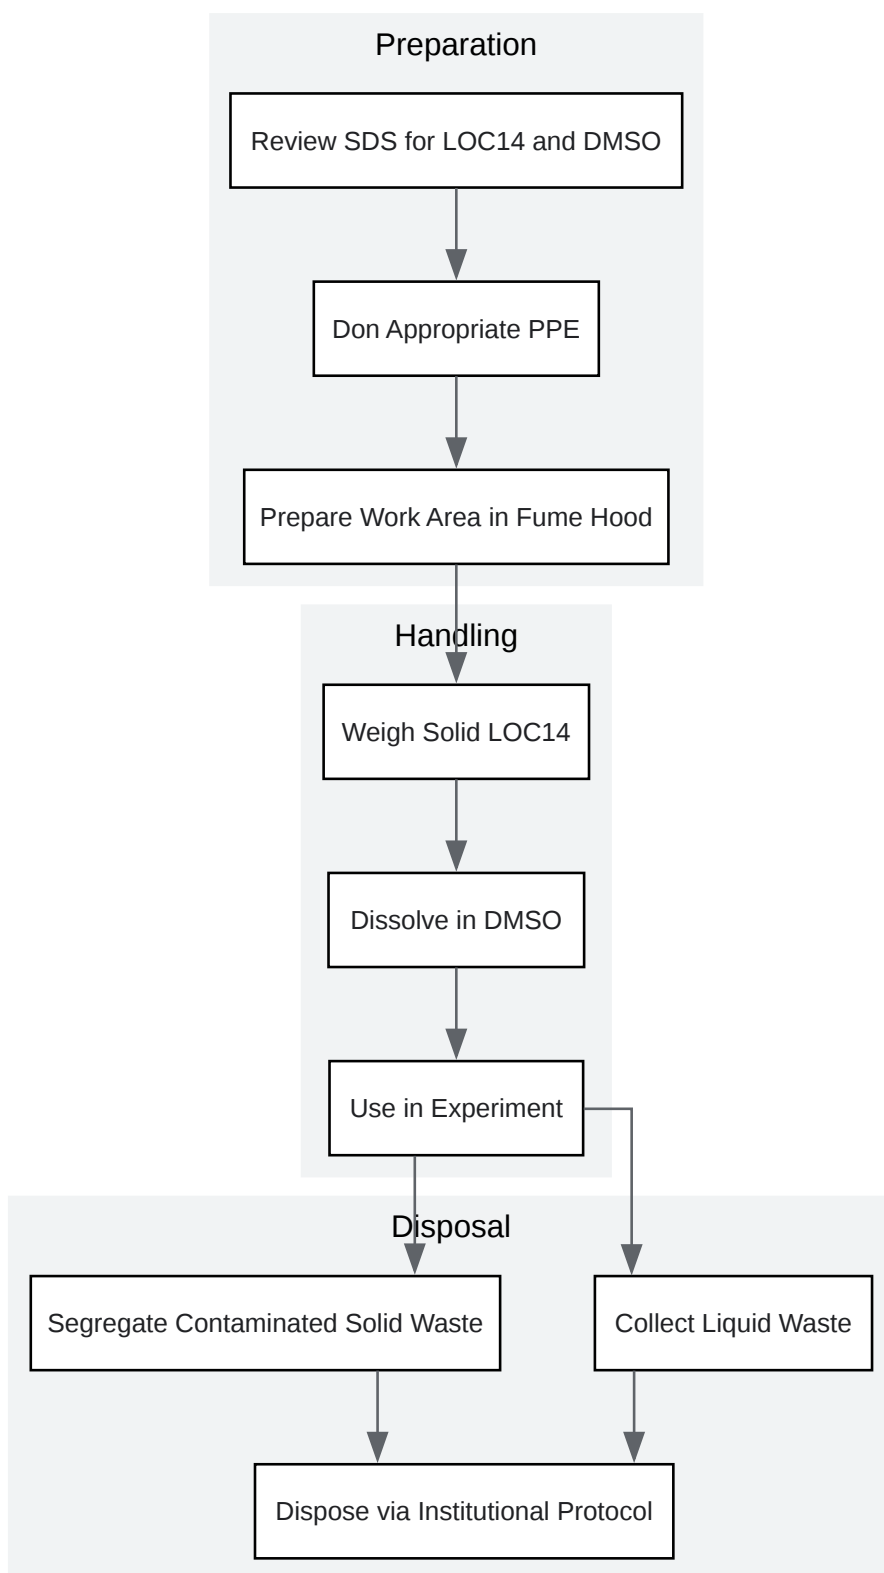 Preparation
Review SDS for LOC14 and DMSO
Don Appropriate PPE
Prepare Work Area in Fume Hood
Handling
Weigh Solid LOC14
Dissolve in DMSO
Use in Experiment
Disposal
Segregate Contaminated Solid Waste
Collect Liquid Waste
Dispose via Institutional Protocol